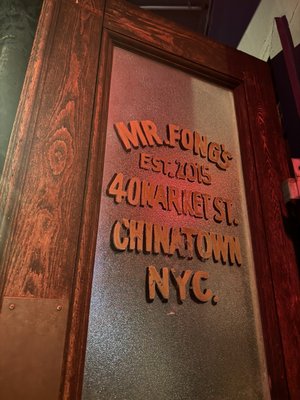 MR. FONG'S
EST. 2015
40 MARKET ST.
CHINATOWN
NYC.